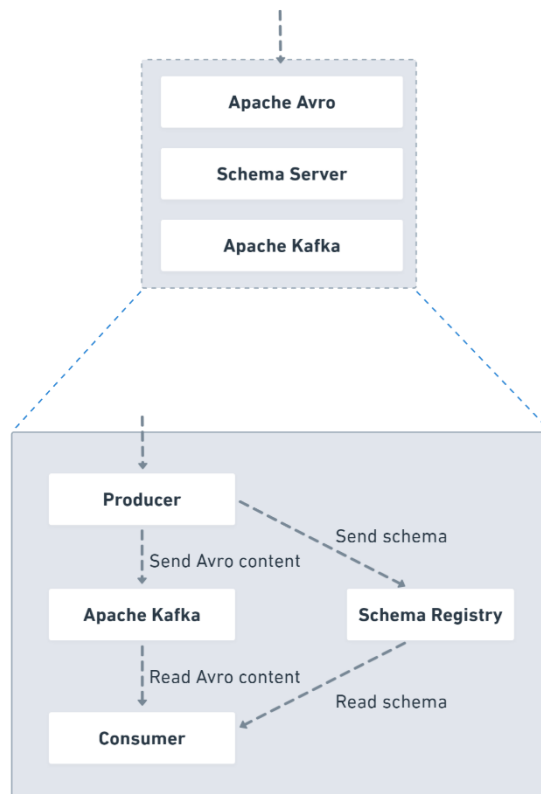 Apache Avro
Schema Server
Apache Kafka
Producer
Send schema
Send Avro content
Apache Kafka
Schema Registry
Read Avro content
Read schema
Consumer